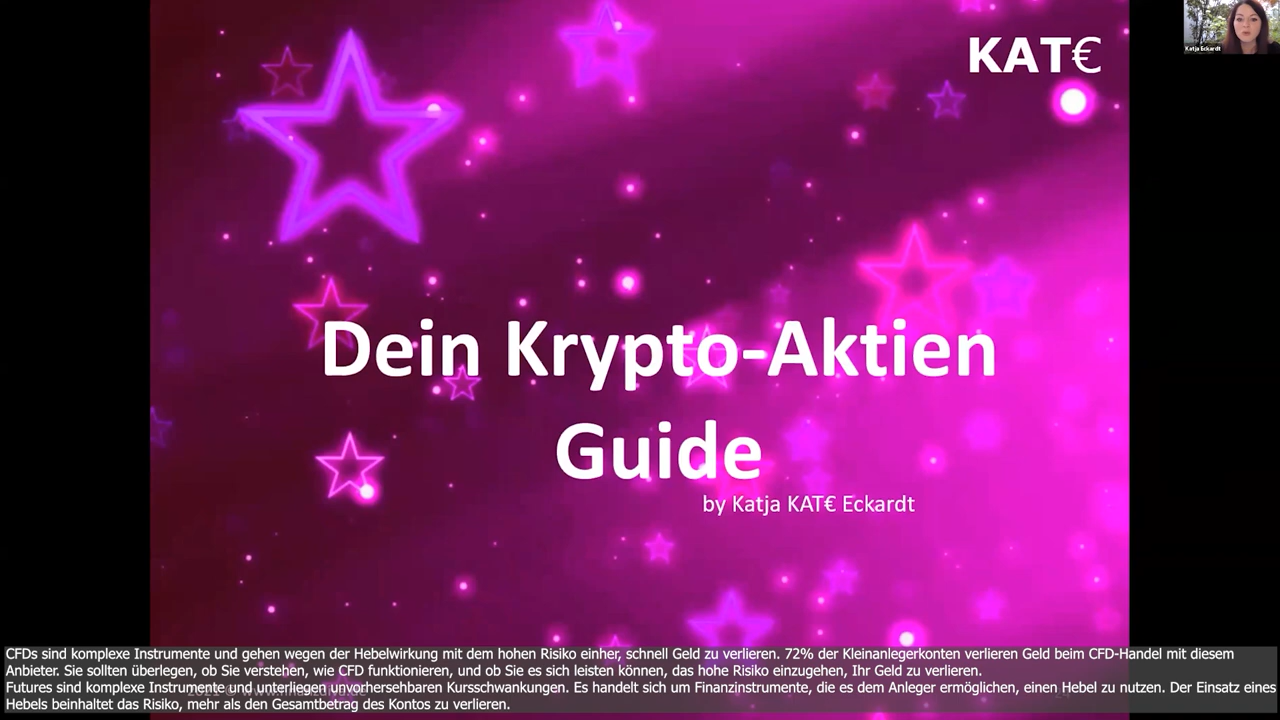 KAT€
Katja Eckardt
Dein Krypto-Aktien
Guide
by Katja KAT€ Eckardt
CFDs sind komplexe Instrumente und gehen wegen der Hebelwirkung mit dem hohen Risiko einher, schnell Geld zu verlieren. 72% der Kleinanlegerkonten verlieren Geld beim CFD-Handel mit diesem
Anbieter. Sie sollten überlegen, ob Sie verstehen, wie CFD funktionieren, und ob Sie es sich leisten können, das hohe Risiko einzugehen, Ihr Geld zu verlieren.
Futures sind komplexe Instrumente und unterliegen unvorhersehbaren Kursschwankungen. Es handelt sich um Finanzinstrumente, die es dem Anleger ermöglichen, einen Hebel zu nutzen. Der Einsatz eines
Hebels beinhaltet das Risiko, mehr als den Gesamtbetrag des Kontos zu verlieren.